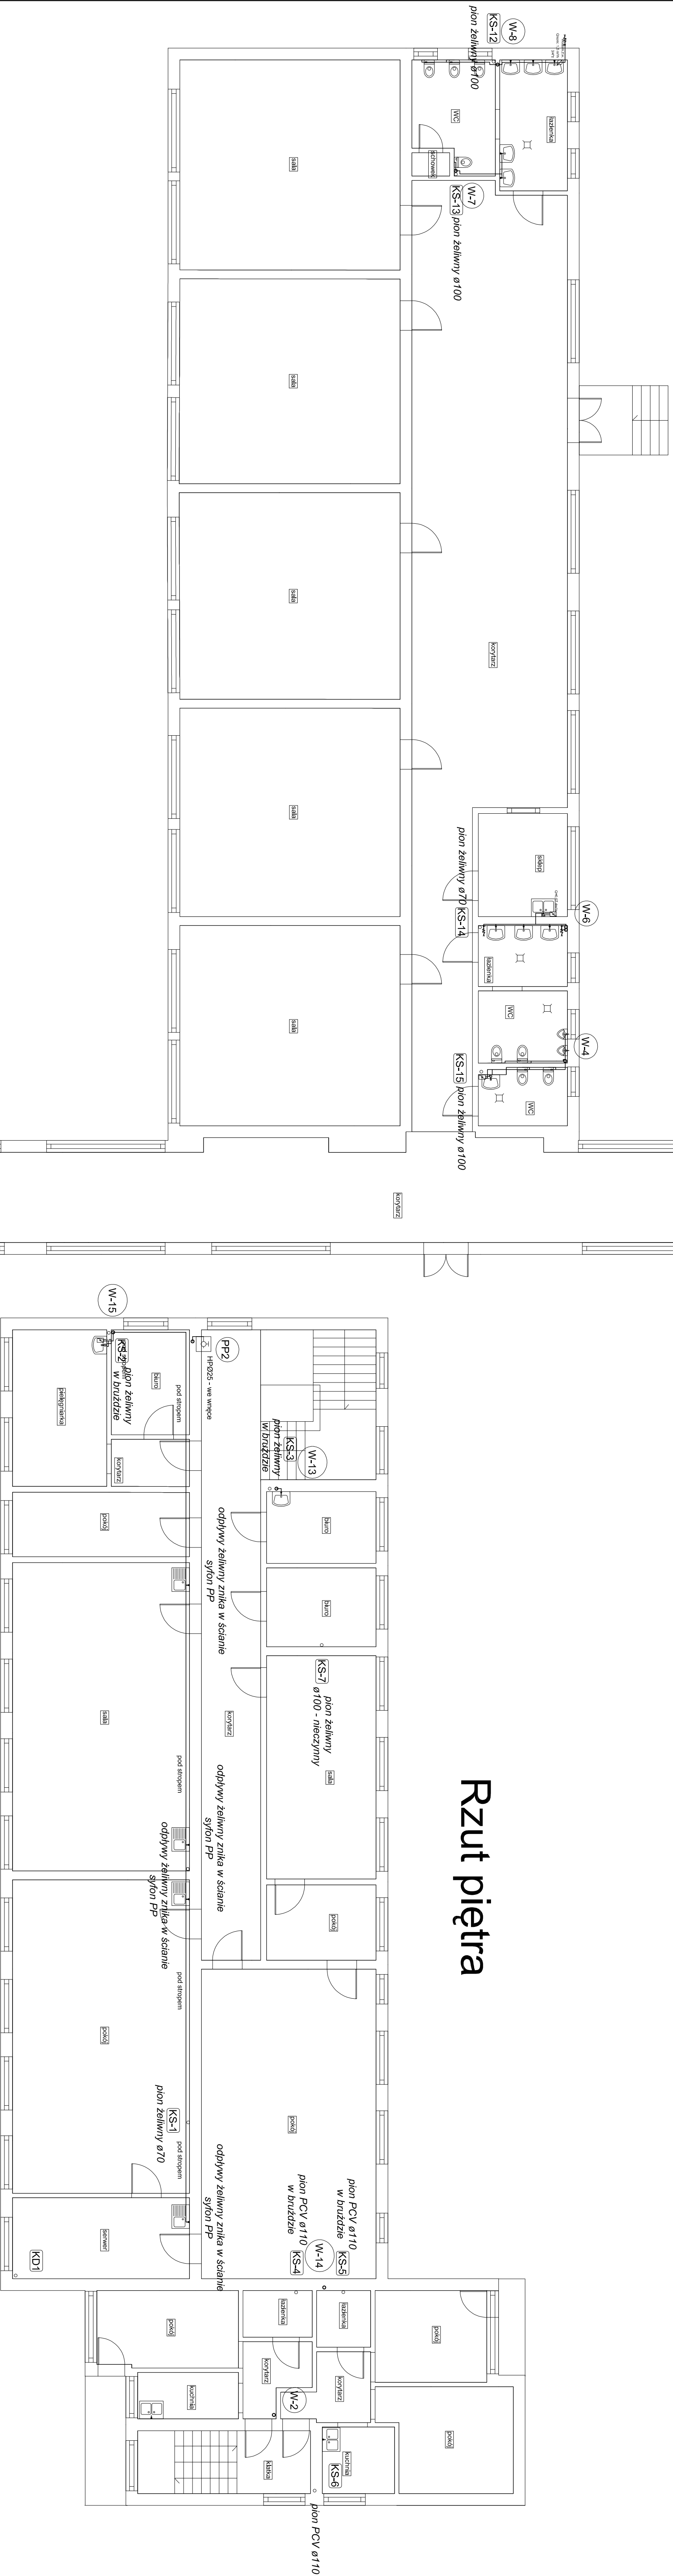 Rzut piętra
W-8
KS-12
pion żeliwny ø100
łazienka
WC
schowek
W-7
KS-13
pion żeliwny ø100
sala
sala
sala
sala
sala
korytarz
sklep
W-6
pion żeliwny ø70
KS-14
łazienka
WC
W-4
KS-15
pion żeliwny ø100
WC
korytarz
W-15
KS-2
pion żeliwny
w bruździe
biuro
pod stropem
pielęgniarka
korytarz
PP2
HPØ25 - we wnęce
W-13
KS-3
pion żeliwny
w bruździe
biuro
biuro
pokój
odpływy żeliwny znika w ścianie
syfon PP
KS-7
pion żeliwny
ø100 - nieczynny
sala
korytarz
sala
pod stropem
odpływy żeliwny znika w ścianie
syfon PP
odpływy żeliwny znika w ścianie
syfon PP
pokój
pod stropem
pokój
KS-1
pion żeliwny ø70
pod stropem
pokój
odpływy żeliwny znika w ścianie
syfon PP
pion PCV ø110
w bruździe
KS-5
W-14
pion PCV ø110
w bruździe
KS-4
serwer
KD1
łazienka
łazienka
pokój
pokój
korytarz
korytarz
kuchnia
W-2
pokój
klatka
kuchnia
KS-6
pion PCV ø110